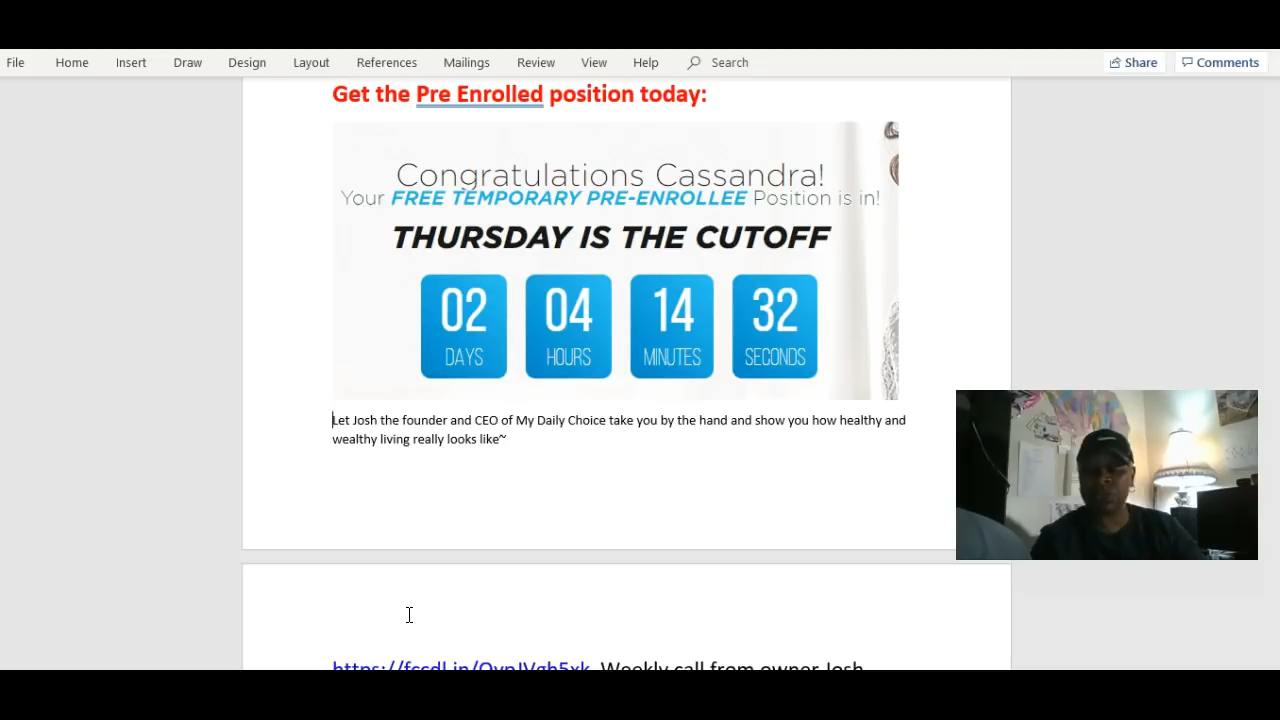 File Home Insert Draw Design Layout References Mailings Review View Help Search Share Comments
Get the Pre Enrolled position today:
Congratulations Cassandra!
Your FREE TEMPORARY PRE-ENROLLEE Position is in!
THURSDAY IS THE CUTOFF
02 04 14 32
DAYS HOURS MINUTES SECONDS
Let Josh the founder and CEO of My Daily Choice take you by the hand and show you how healthy and
wealthy living really looks like~
Weekly call from owner Josh